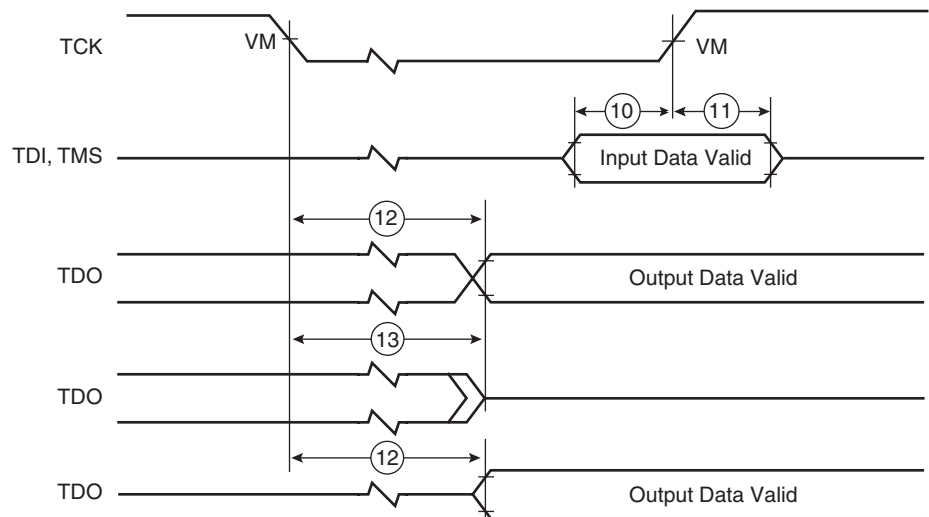 TCK
VM
VM
10
11
TDI, TMS
Input Data Valid
12
TDO
Output Data Valid
13
TDO
12
TDO
Output Data Valid